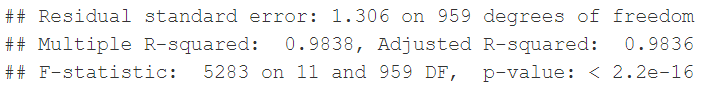 ## Residual standard error: 1.306 on 959 degrees of freedom
## Multiple R-squared:  0.9838, Adjusted R-squared:  0.9836
## F-statistic:  5283 on 11 and 959 DF,  p-value: < 2.2e-16